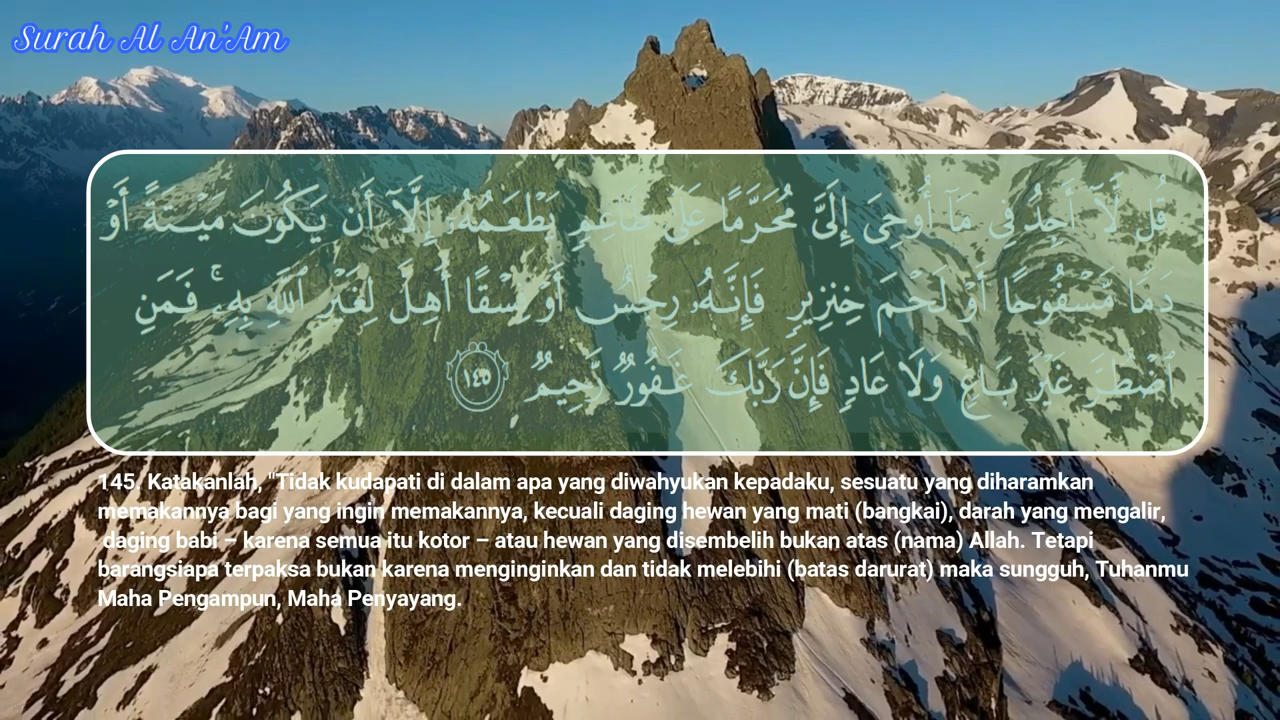 Surah Al An'Am
قُل لَّآ أَجِدُ فِى مَآ أُوحِىَ إِلَىَّ مُحَرَّمًا عَلَىٰ طَاعِمٍ يَطْعَمُهُۥٓ إِلَّآ أَن يَكُونَ مَيْتَةً أَوْ
دَمًا مَّسْفُوحًا أَوْ لَحْمَ خِنزِيرٍ فَإِنَّهُۥ رِجْسٌ أَوْ فِسْقًا أُهِلَّ لِغَيْرِ ٱللَّهِ بِهِۦ ۚ فَمَنِ
ٱضْطُرَّ غَيْرَ بَاغٍ وَلَا عَادٍ فَإِنَّ رَبَّكَ غَفُورٌ رَّحِيمٌ ١٤٥
145. Katakanlah, "Tidak kudapati di dalam apa yang diwahyukan kepadaku, sesuatu yang diharamkan
memakannya bagi yang ingin memakannya, kecuali daging hewan yang mati (bangkai), darah yang mengalir,
daging babi – karena semua itu kotor – atau hewan yang disembelih bukan atas (nama) Allah. Tetapi
barangsiapa terpaksa bukan karena menginginkan dan tidak melebihi (batas darurat) maka sungguh, Tuhanmu
Maha Pengampun, Maha Penyayang.